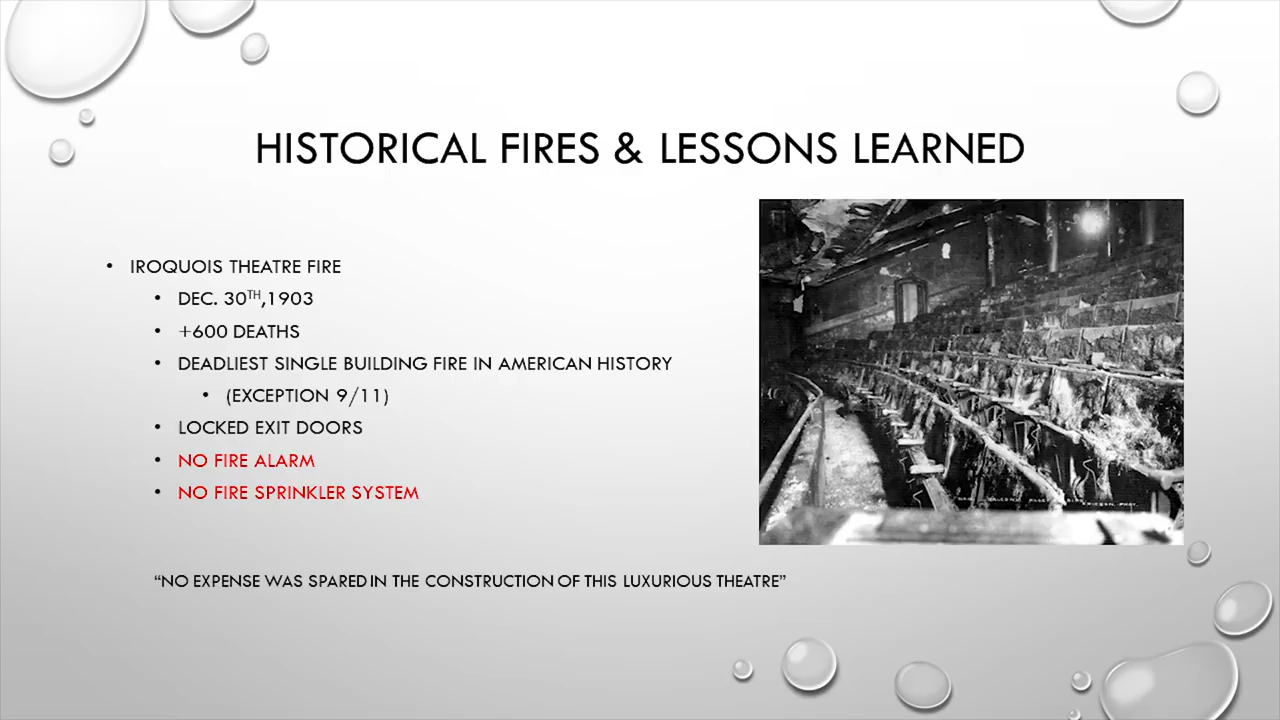 HISTORICAL FIRES & LESSONS LEARNED
• IROQUOIS THEATRE FIRE
• DEC. 30TH,1903
• +600 DEATHS
• DEADLIEST SINGLE BUILDING FIRE IN AMERICAN HISTORY
• (EXCEPTION 9/11)
• LOCKED EXIT DOORS
• NO FIRE ALARM
• NO FIRE SPRINKLER SYSTEM
“NO EXPENSE WAS SPARED IN THE CONSTRUCTION OF THIS LUXURIOUS THEATRE”